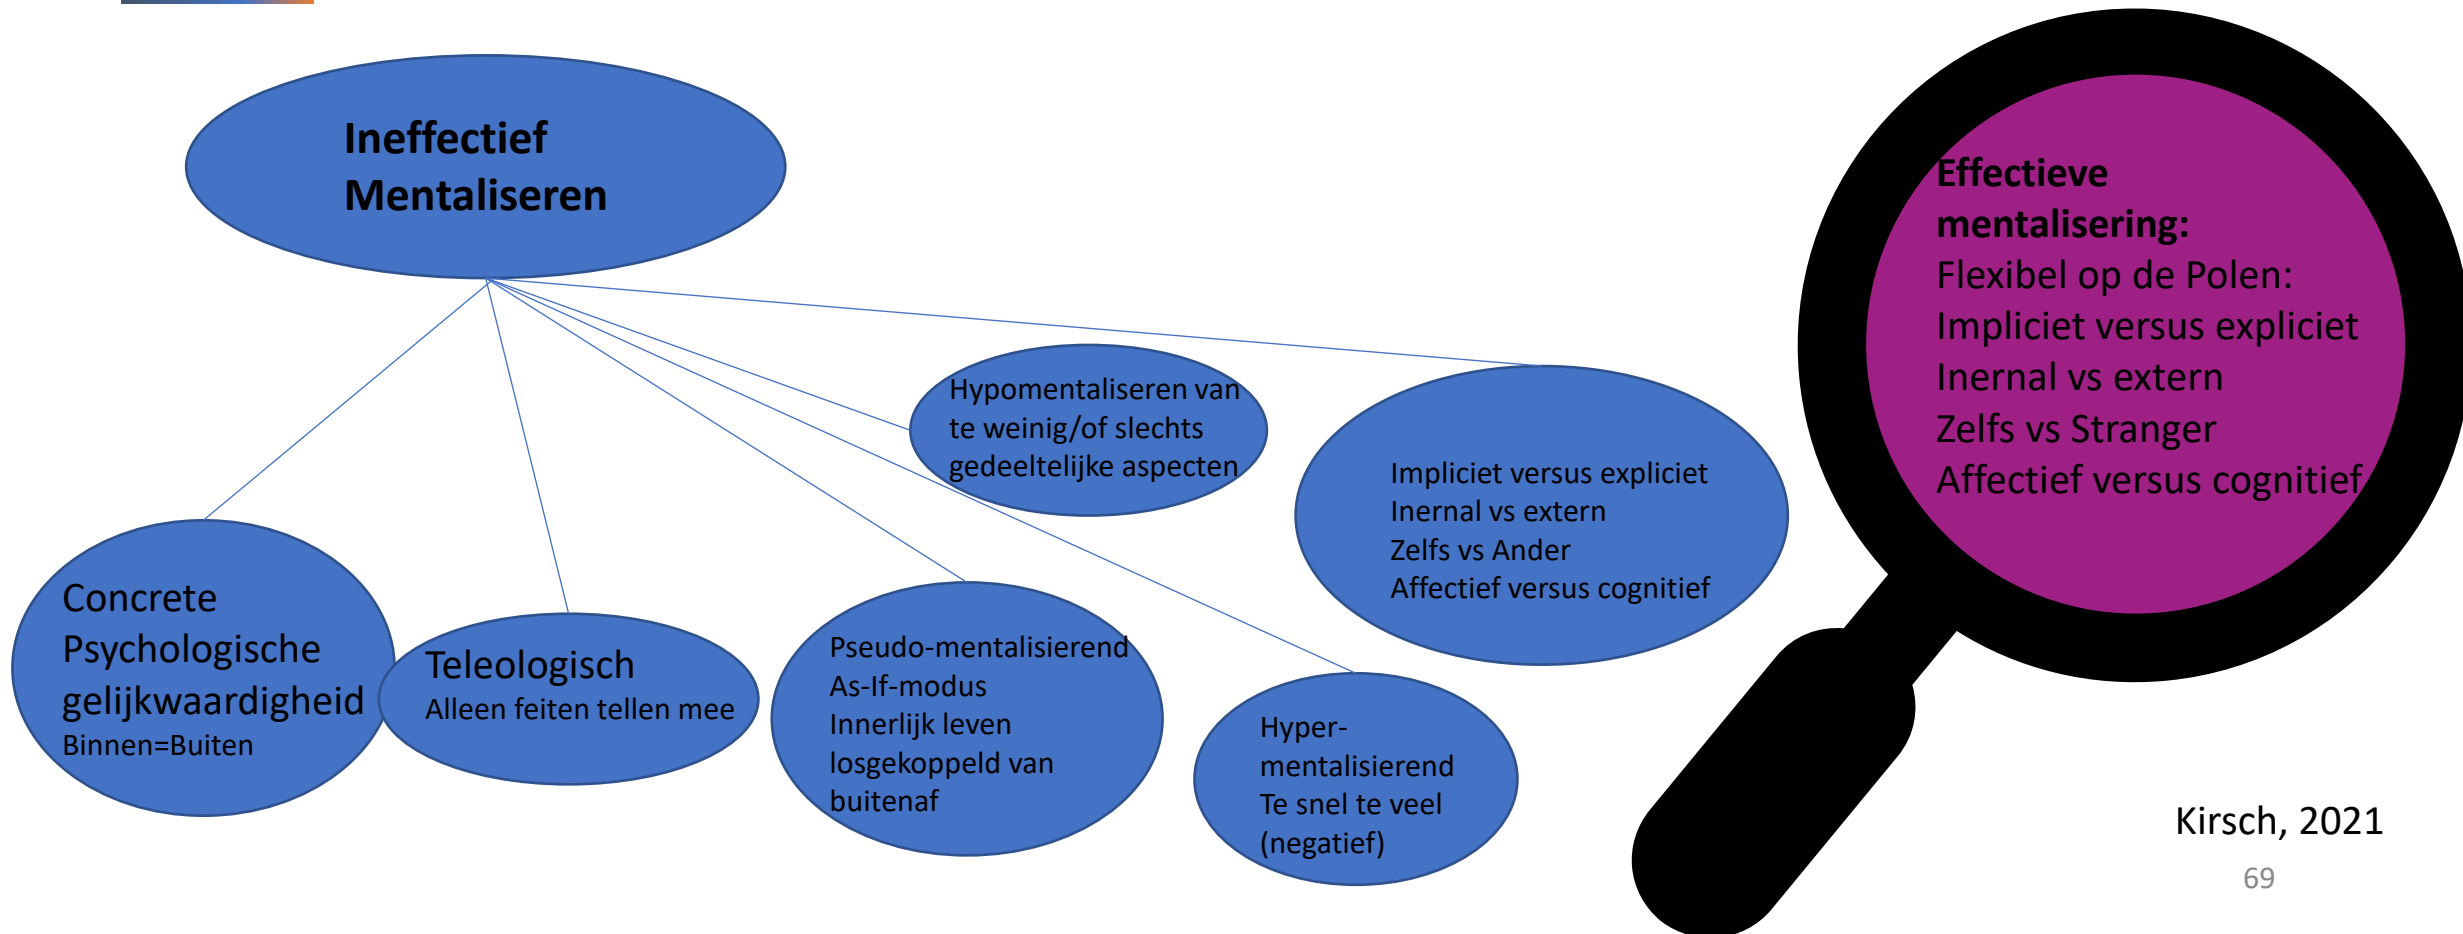 Ineffectief
Mentaliseren
Concrete
Psychologische
gelijkwaardigheid
Binnen=Buiten
Teleologisch
Alleen feiten tellen mee
Pseudo-mentalisierend
As-If-modus
Innerlijk leven
losgekoppeld van
buitenaf
Hypomentaliseren van
te weinig/of slechts
gedeeltelijke aspecten
Hyper-
mentalisierend
Te snel te veel
(negatief)
Impliciet versus expliciet
Inernal vs extern
Zelfs vs Ander
Affectief versus cognitief
Effectieve
mentalisering:
Flexibel op de Polen:
Impliciet versus expliciet
Inernal vs extern
Zelfs vs Stranger
Affectief versus cognitief
Kirsch, 2021
69